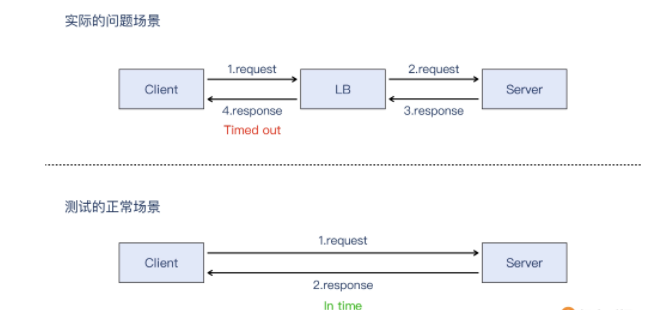 实际的问题场景
1.request
2.request
Client
LB
Server
4.response
3.response
Timed out
测试的正常场景
1.request
Client
Server
2.response
In time